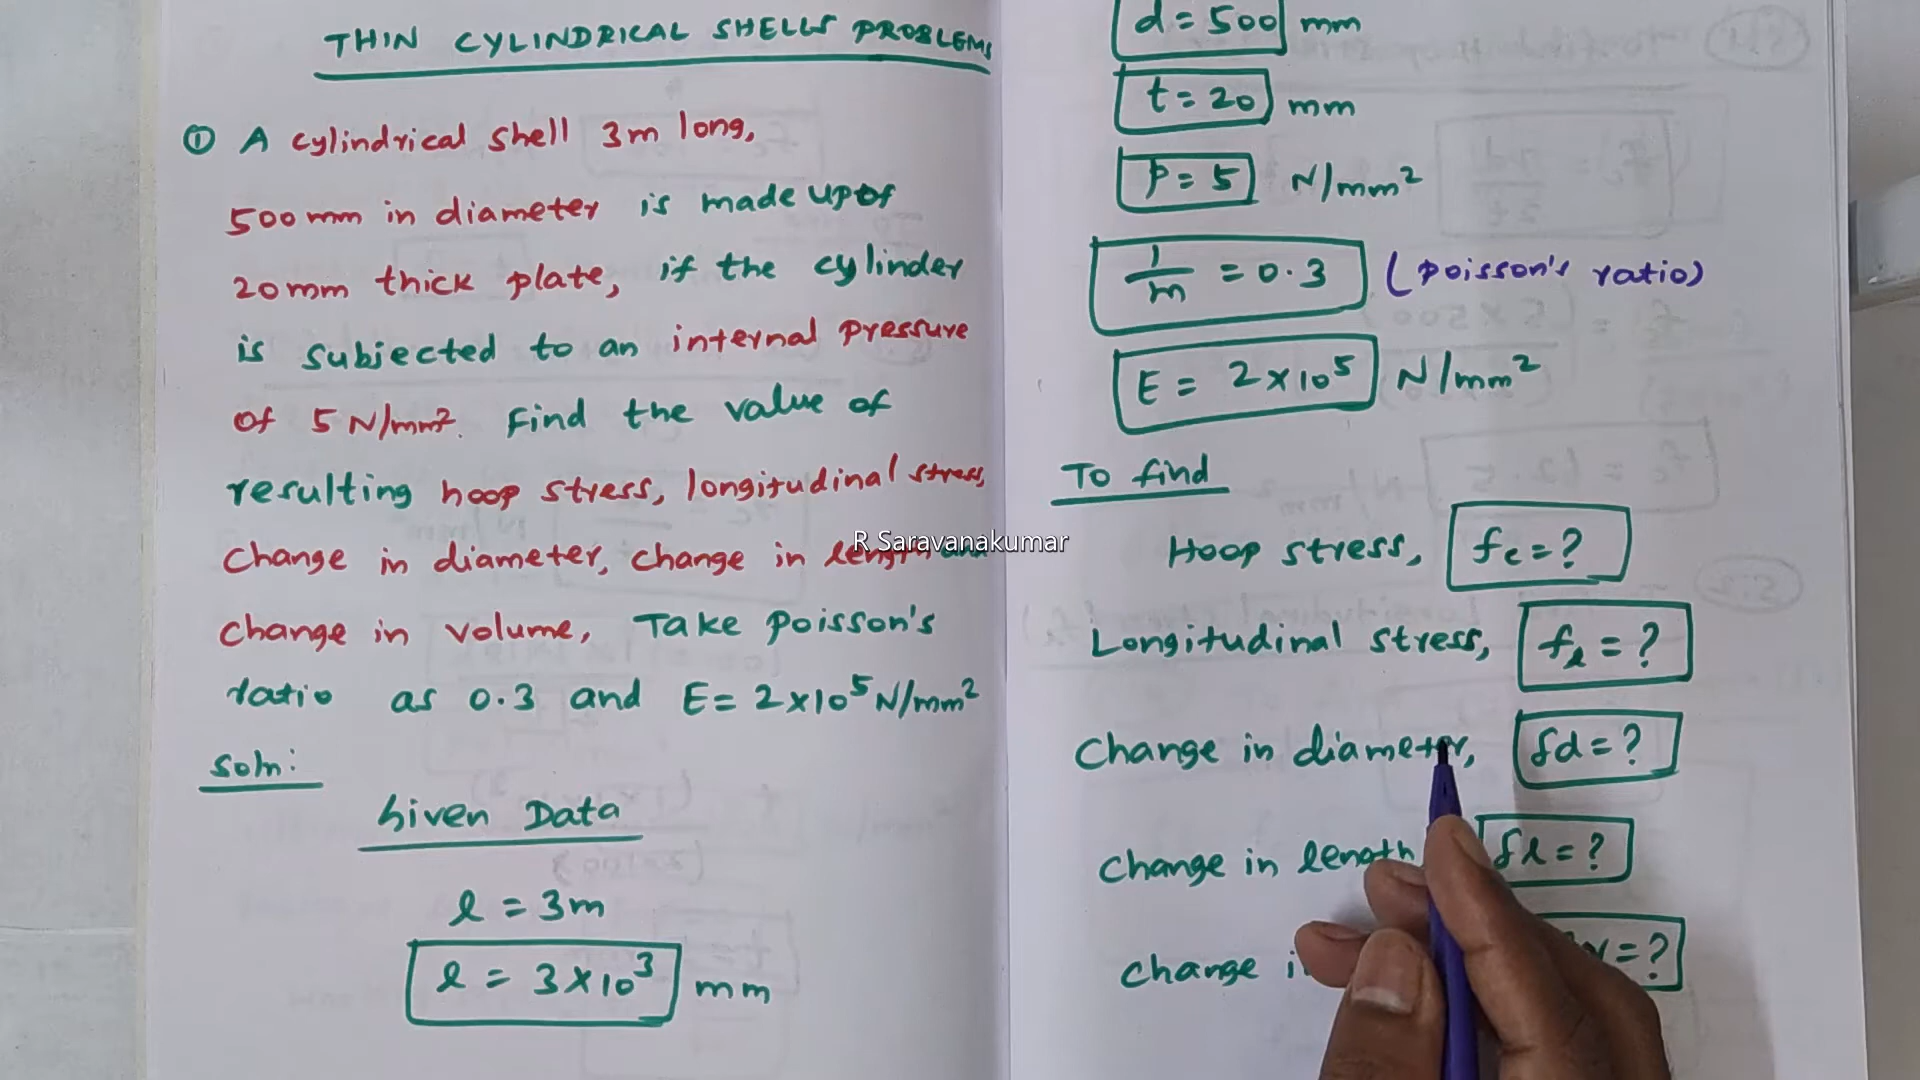 THIN CYLINDRICAL SHELLS PROBLEMS
① A cylindrical shell 3m long,
500mm in diameter is made up of
20mm thick plate, if the cylinder
is subjected to an internal pressure
of 5 N/mm². Find the value of
resulting hoop stress, longitudinal stress,
change in diameter, change in length and
change in volume, Take Poisson's
ratio as 0.3 and E = 2×10⁵ N/mm²
Soln:
Given Data
l = 3m
l = 3×10³ mm
d = 500 mm
t = 20 mm
P = 5 N/mm²
1/m = 0.3 (poisson's ratio)
E = 2×10⁵ N/mm²
To find
Hoop stress, fc = ?
Longitudinal stress, fl = ?
Change in diameter, δd = ?
Change in length δl = ?
Change i v = ?
R Saravanakumar